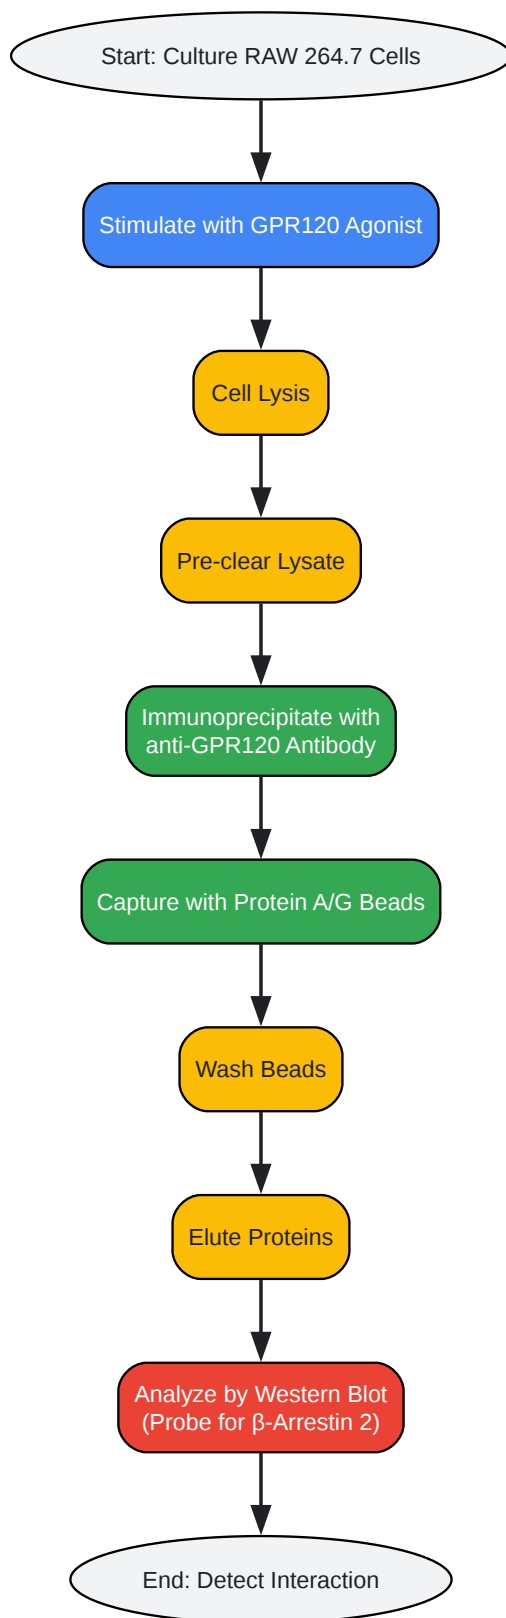 Start: Culture RAW 264.7 Cells
Stimulate with GPR120 Agonist
Cell Lysis
Pre-clear Lysate
Immunoprecipitate with
anti-GPR120 Antibody
Capture with Protein A/G Beads
Wash Beads
Elute Proteins
Analyze by Western Blot
(Probe for β-Arrestin 2)
End: Detect Interaction